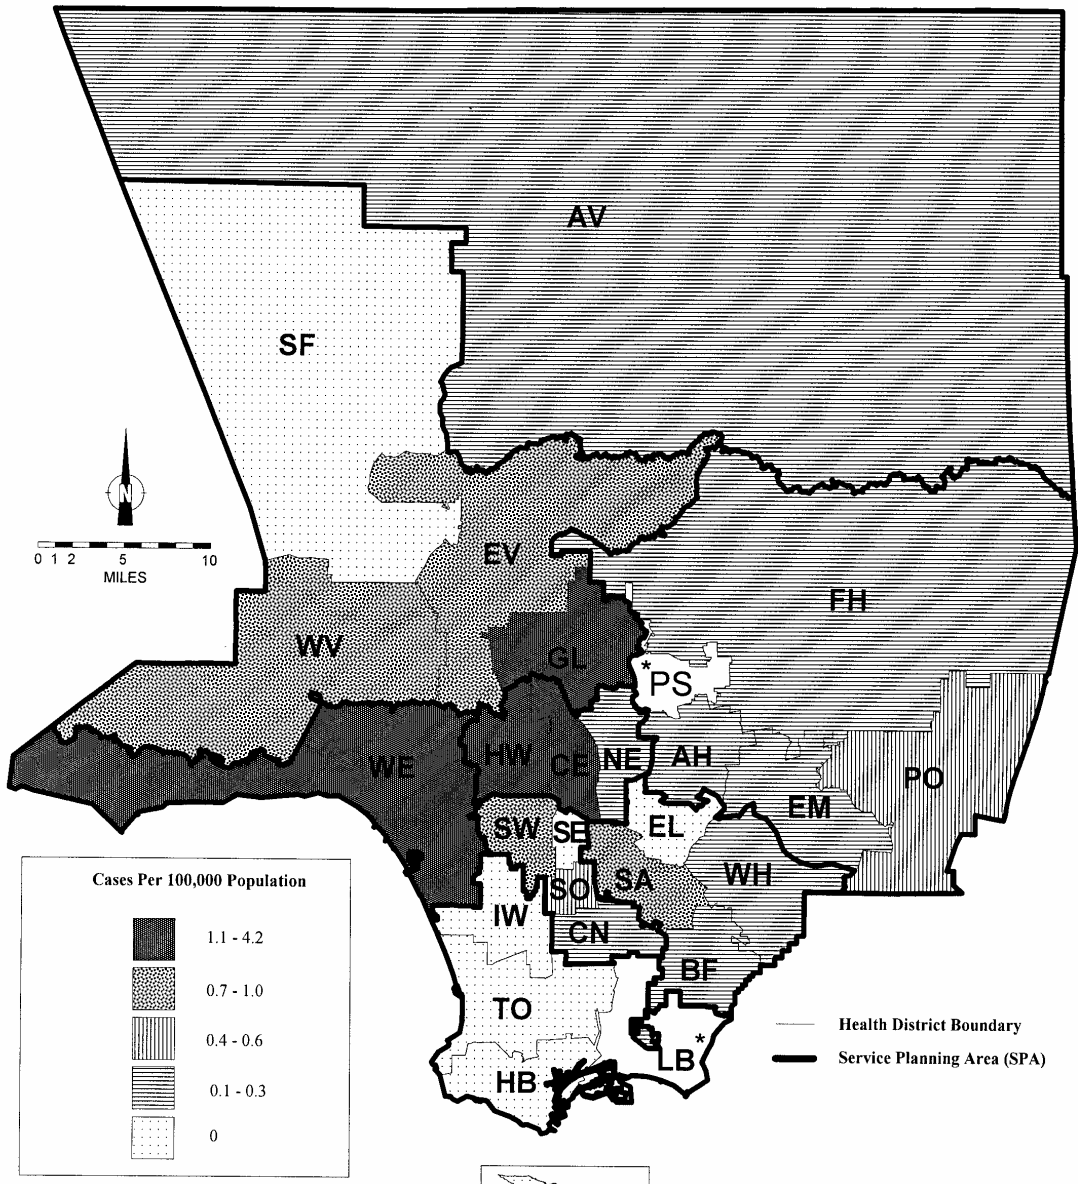 AV
SF
N
0 1 2 5 10
MILES
EV
FH
WV
GL
* PS
HW
CE
NE
AH
WE
PO
EM
SW
SE
EL
SA
WH
SO
IW
CN
BF
TO
*
LB
HB
Cases Per 100,000 Population
1.1 - 4.2
0.7 - 1.0
0.4 - 0.6
0.1 - 0.3
0
Health District Boundary
Service Planning Area (SPA)